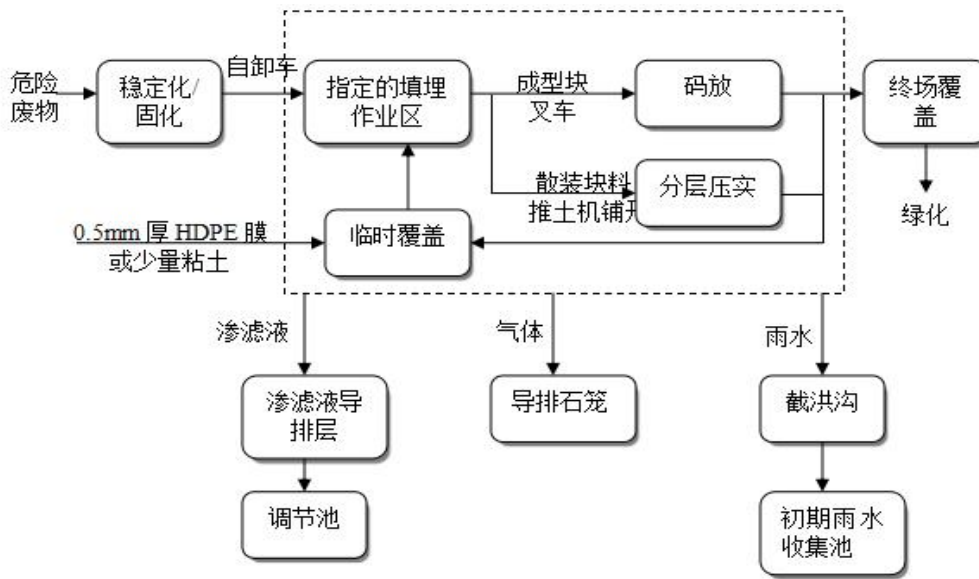 危险
废物
稳定化/
固化
自卸车
指定的填埋
作业区
成型块
叉车
码放
终场覆
盖
散装块料
推土机铺开
分层压实
绿化
0.5mm 厚 HDPE 膜
或少量粘土
临时覆盖
渗滤液
气体
雨水
渗滤液导
排层
导排石笼
截洪沟
调节池
初期雨水
收集池